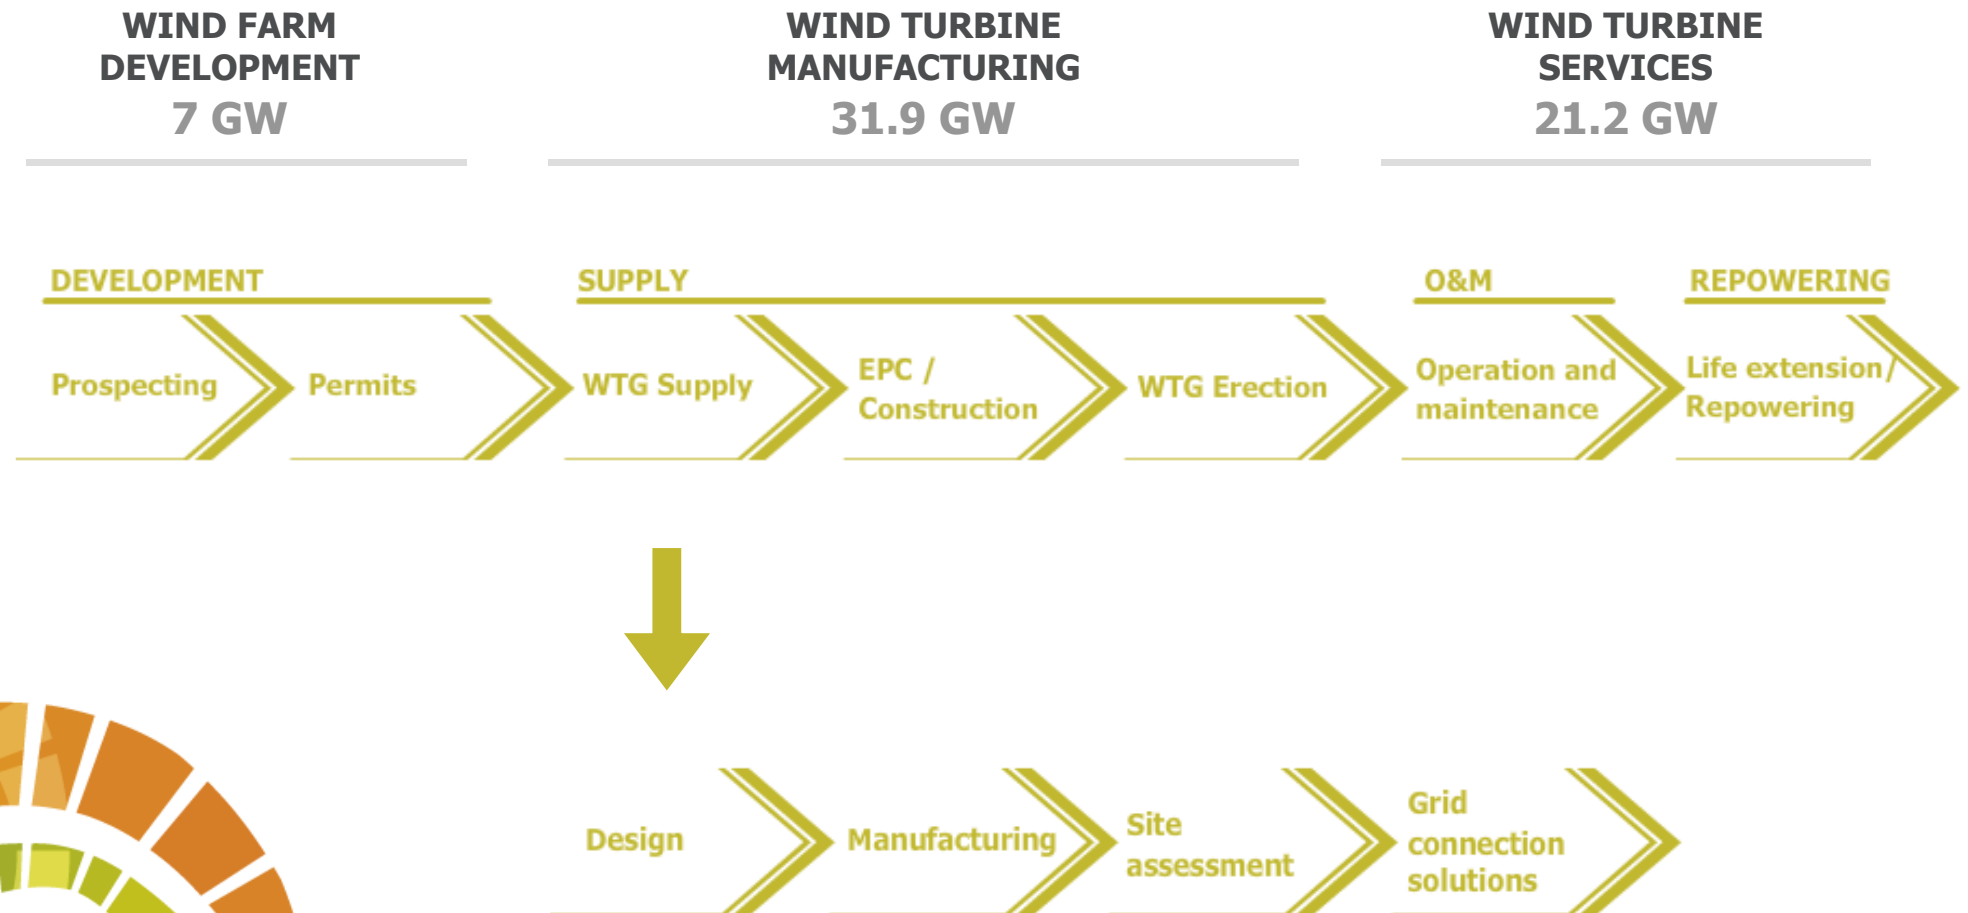 WIND FARM
DEVELOPMENT
7 GW
WIND TURBINE
MANUFACTURING
31.9 GW
WIND TURBINE
SERVICES
21.2 GW
DEVELOPMENT
SUPPLY
O&M
REPOWERING
Prospecting
Permits
WTG Supply
EPC /
Construction
WTG Erection
Operation and
maintenance
Life extension/
Repowering
Design
Manufacturing
Site
assessment
Grid
connection
solutions